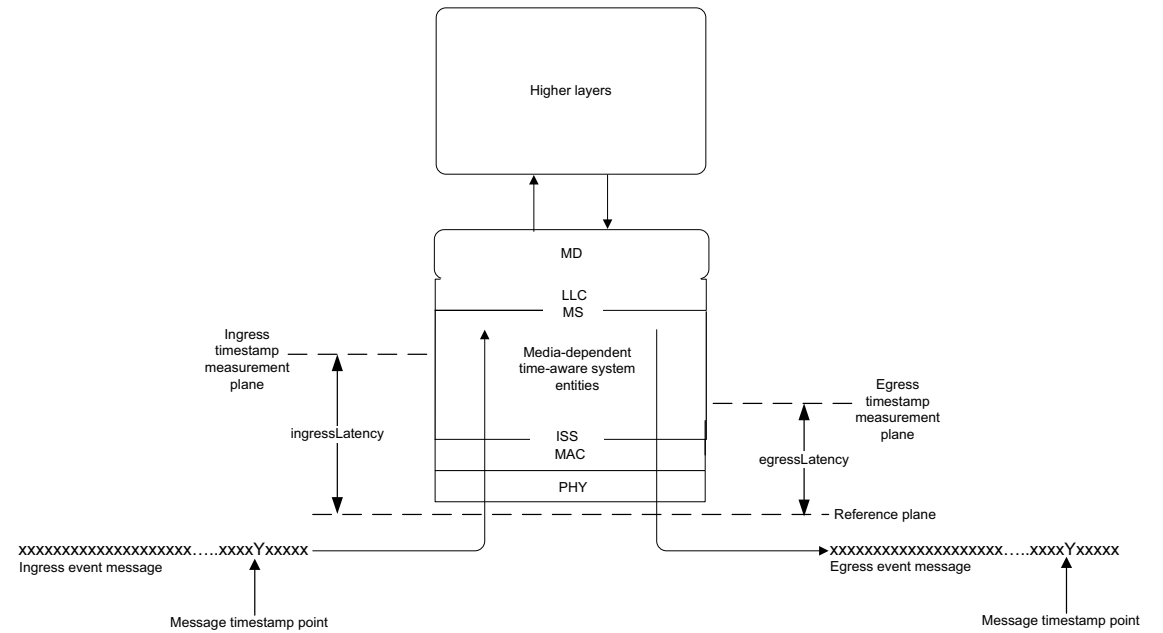 Higher layers
MD
LLC
MS
Ingress
timestamp
measurement
plane
Media-dependent
time-aware system
entities
Egress
timestamp
measurement
plane
ingressLatency
ISS
MAC
egressLatency
PHY
Reference plane
xxxxxxxxxxxxxxxxxxxx…..xxxxYxxxxx
xxxxxxxxxxxxxxxxxxxx…..xxxxYxxxxx
Ingress event message
Egress event message
Message timestamp point
Message timestamp point